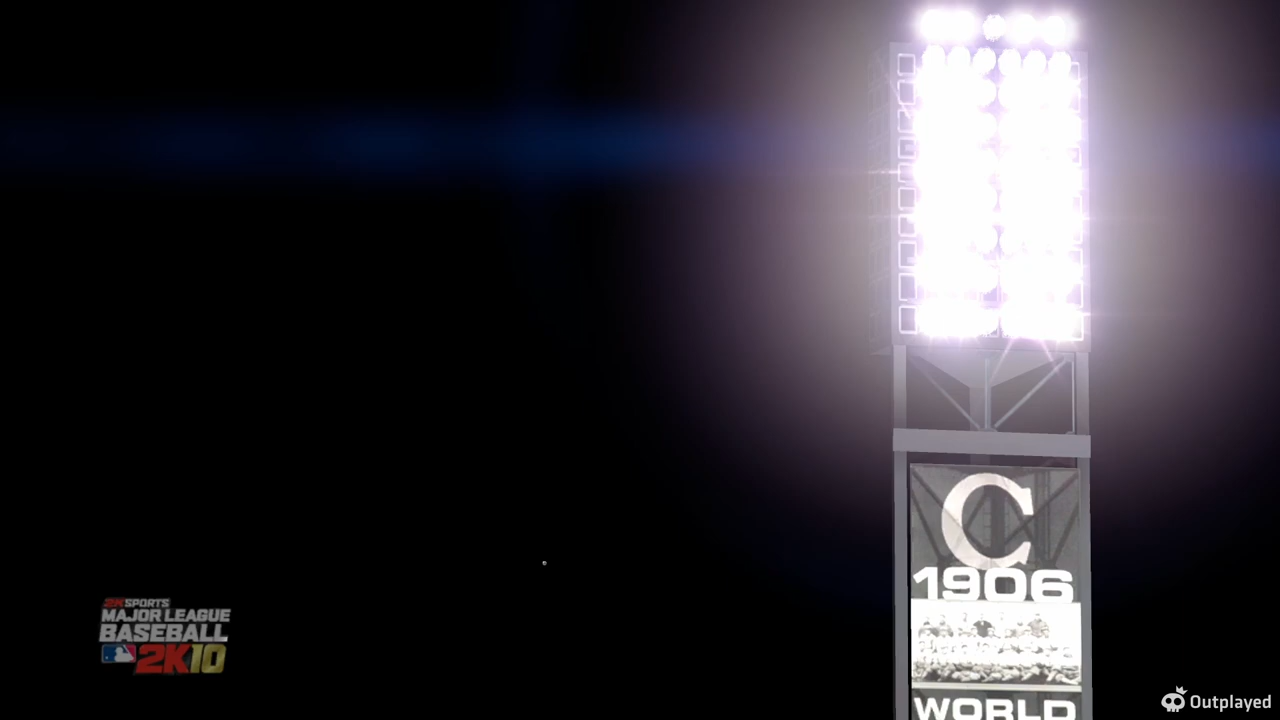 C
1906
WORLD
2K SPORTS
MAJOR LEAGUE
BASEBALL
2K10
Outplayed